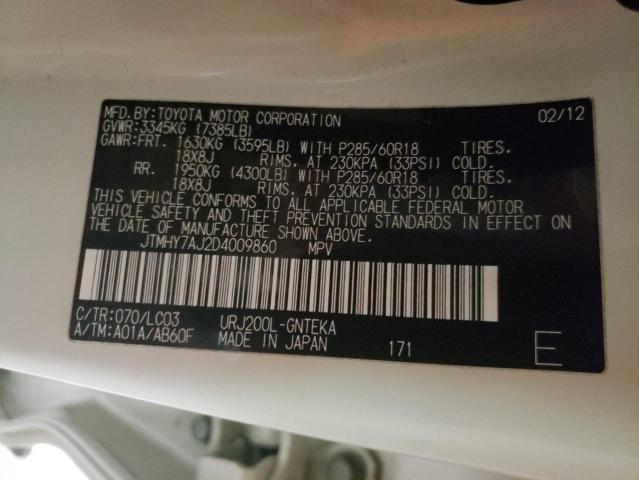 MFD.BY:TOYOTA MOTOR CORPORATION 02/12
GVWR:3345KG (7385LB)
GAWR:FRT. 1630KG (3595LB) WITH P285/60R18 TIRES.
18X8J RIMS. AT 230KPA (33PSI) COLD.
RR. 1950KG (4300LB) WITH P285/60R18 TIRES.
18X8J RIMS. AT 230KPA (33PSI) COLD.
THIS VEHICLE CONFORMS TO ALL APPLICABLE FEDERAL MOTOR
VEHICLE SAFETY AND THEFT PREVENTION STANDARDS IN EFFECT ON
THE DATE OF MANUFACTURE SHOWN ABOVE.
JTMHY7AJ2D4009860 MPV
C/TR:070/LC03 URJ200L-GNTEKA
A/TM:A01A/AB60F MADE IN JAPAN 171 E